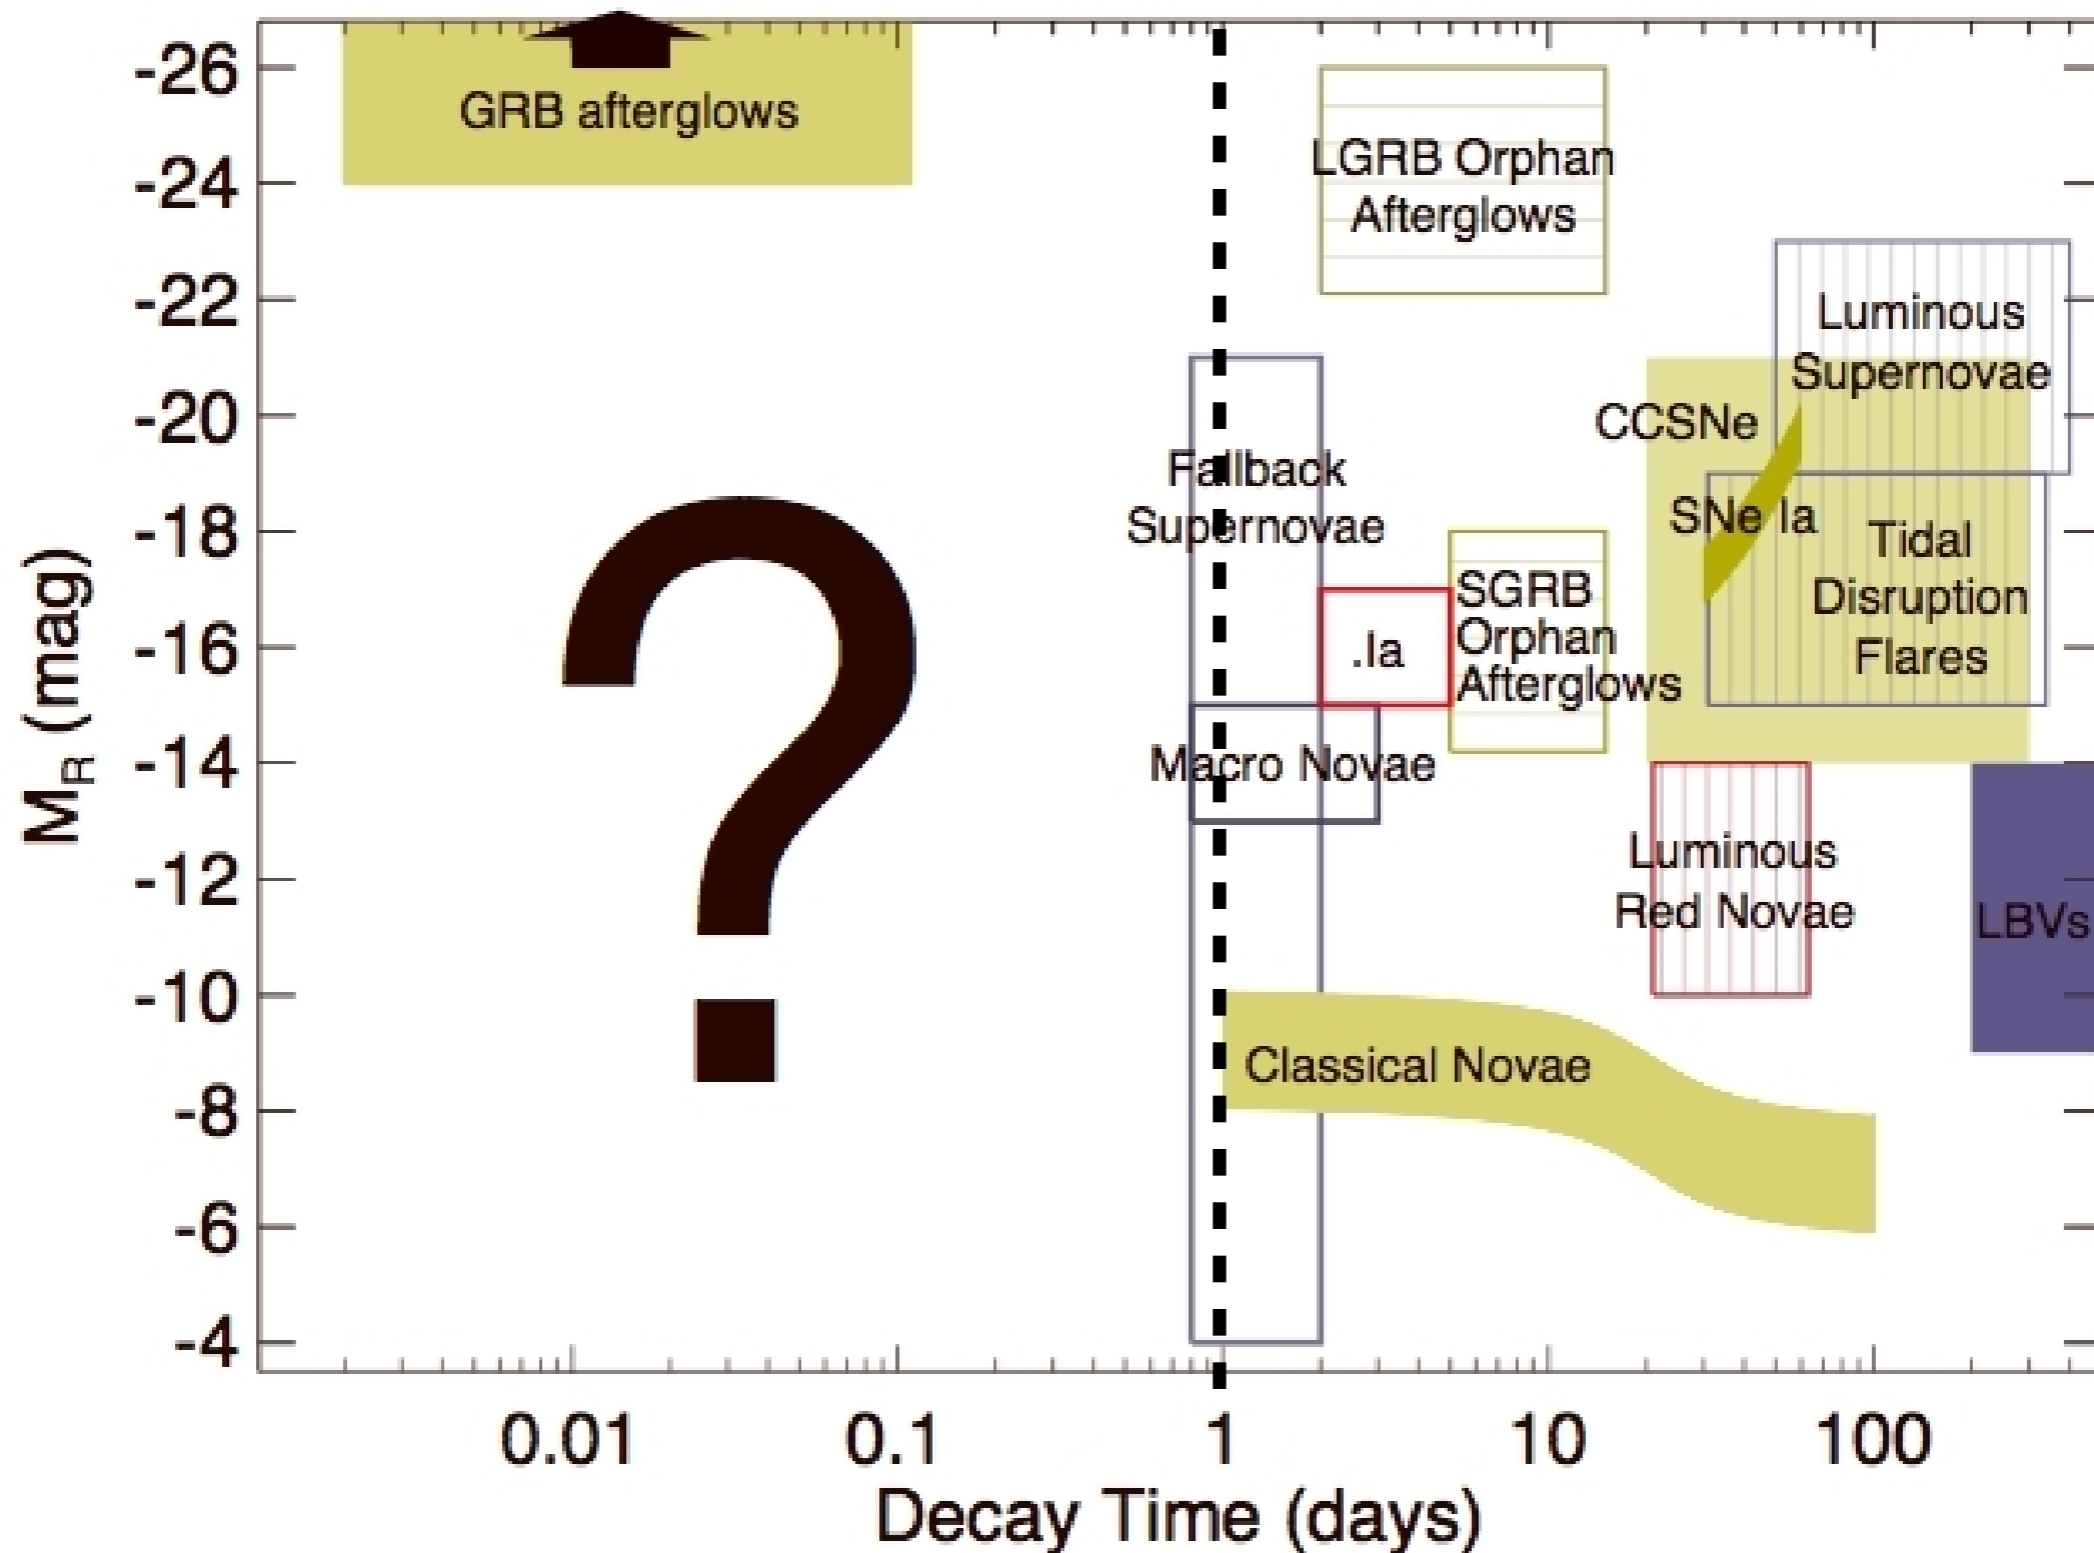 -26
-24
-22
-20
-18
-16
-14
-12
-10
-8
-6
-4
M_R (mag)
GRB afterglows
LGRB Orphan
Afterglows
Luminous
Supernovae
CCSNe
Fallback
Supernovae
SNe Ia
Tidal
Disruption
Flares
.Ia
SGRB
Orphan
Afterglows
Macro Novae
Luminous
Red Novae
LBVs
Classical Novae
?
0.01 0.1 1 10 100
Decay Time (days)